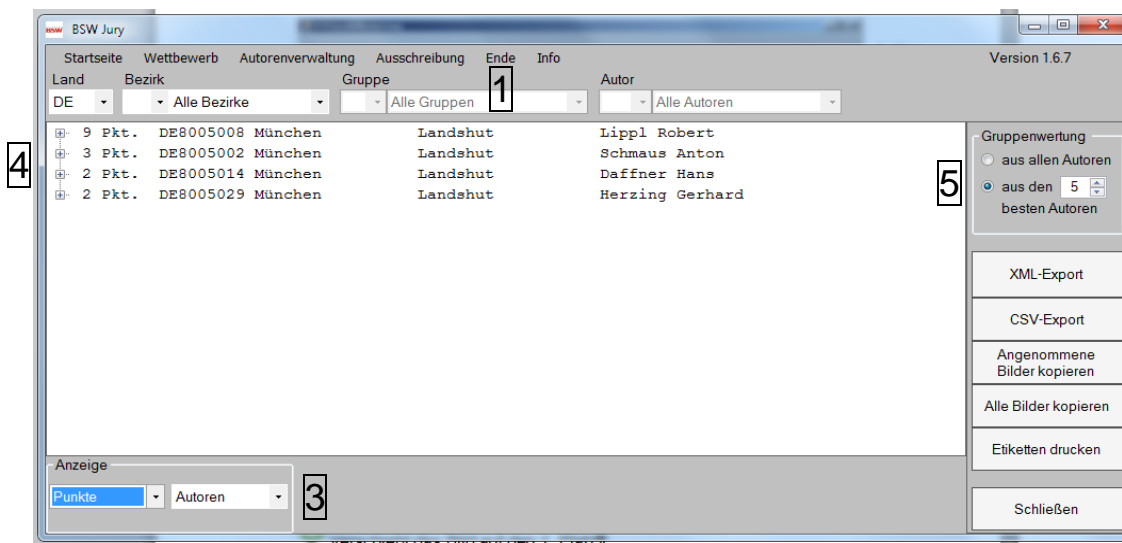 BSW BSW Jury
Startseite Wettbewerb Autorenverwaltung Ausschreibung Ende Info Version 1.6.7
Land Bezirk Gruppe Autor
DE Alle Bezirke Alle Gruppen Alle Autoren
1
9 Pkt. DE8005008 München Landshut Lippl Robert
3 Pkt. DE8005002 München Landshut Schmaus Anton
2 Pkt. DE8005014 München Landshut Daffner Hans
2 Pkt. DE8005029 München Landshut Herzing Gerhard
4
5
Gruppenwertung
aus allen Autoren
aus den 5
besten Autoren
XML-Export
CSV-Export
Angenommene
Bilder kopieren
Alle Bilder kopieren
Etiketten drucken
Schließen
Anzeige
Punkte Autoren
3